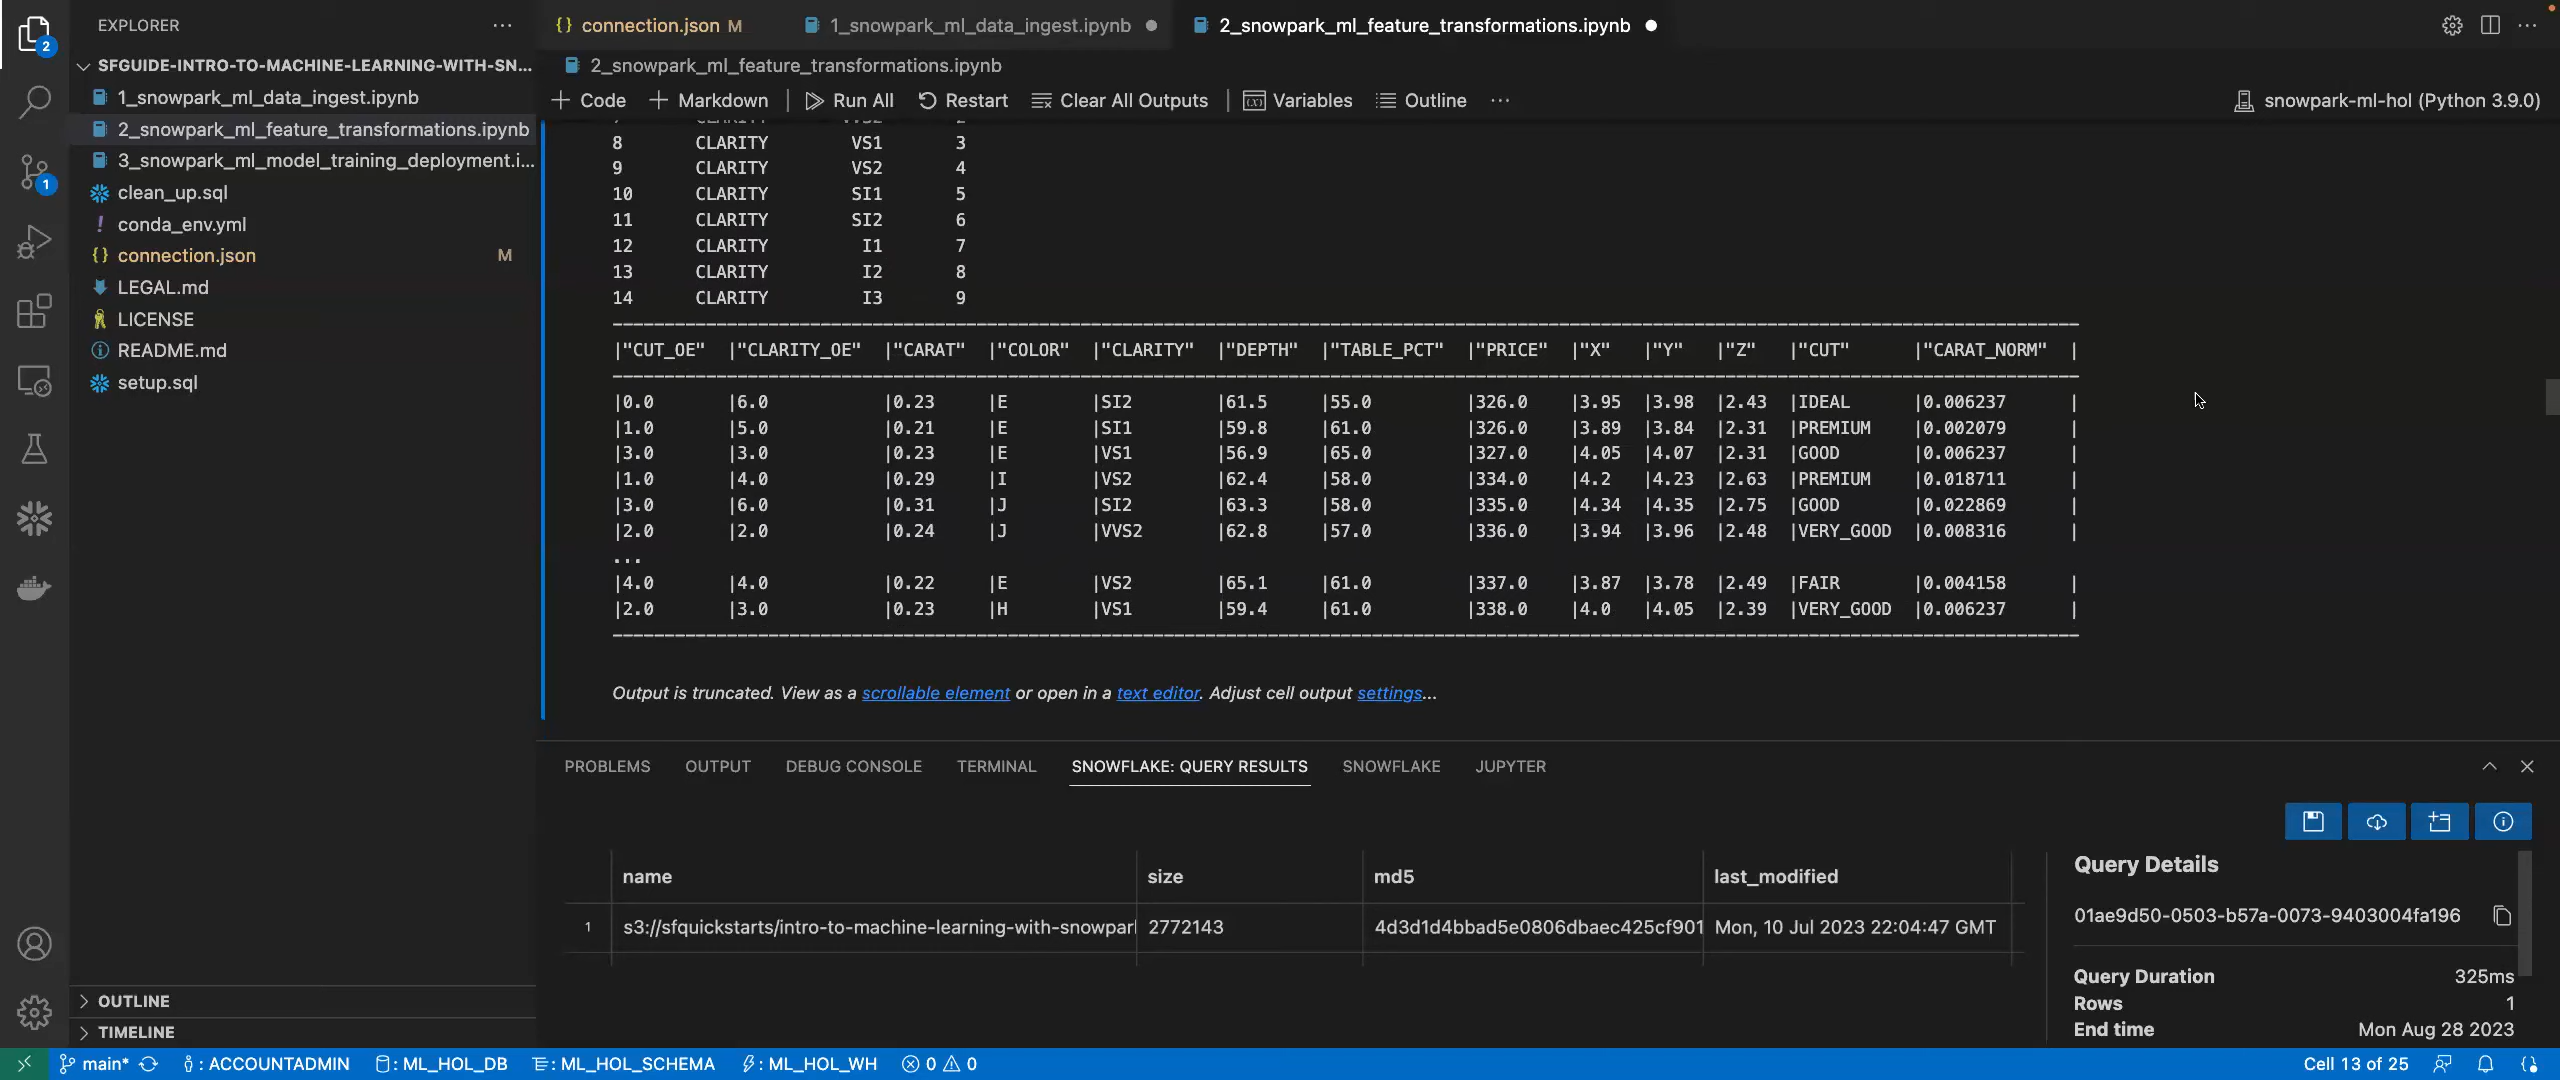 EXPLORER
2
SFGUIDE-INTRO-TO-MACHINE-LEARNING-WITH-SN...
1_snowpark_ml_data_ingest.ipynb
2_snowpark_ml_feature_transformations.ipynb
3_snowpark_ml_model_training_deployment.i...
1
clean_up.sql
! conda_env.yml
{} connection.json M
LEGAL.md
LICENSE
README.md
setup.sql
OUTLINE
TIMELINE
{} connection.json M 1_snowpark_ml_data_ingest.ipynb 2_snowpark_ml_feature_transformations.ipynb
2_snowpark_ml_feature_transformations.ipynb
+ Code + Markdown | Run All Restart Clear All Outputs | Variables Outline ... snowpark-ml-hol (Python 3.9.0)
8 CLARITY VS1 3
9 CLARITY VS2 4
10 CLARITY SI1 5
11 CLARITY SI2 6
12 CLARITY I1 7
13 CLARITY I2 8
14 CLARITY I3 9
|"CUT_OE" |"CLARITY_OE" |"CARAT" |"COLOR" |"CLARITY" |"DEPTH" |"TABLE_PCT" |"PRICE" |"X" |"Y" |"Z" |"CUT" |"CARAT_NORM" |
|0.0 |6.0 |0.23 |E |SI2 |61.5 |55.0 |326.0 |3.95 |3.98 |2.43 |IDEAL |0.006237 |
|1.0 |5.0 |0.21 |E |SI1 |59.8 |61.0 |326.0 |3.89 |3.84 |2.31 |PREMIUM |0.002079 |
|3.0 |3.0 |0.23 |E |VS1 |56.9 |65.0 |327.0 |4.05 |4.07 |2.31 |GOOD |0.006237 |
|1.0 |4.0 |0.29 |I |VS2 |62.4 |58.0 |334.0 |4.2 |4.23 |2.63 |PREMIUM |0.018711 |
|3.0 |6.0 |0.31 |J |SI2 |63.3 |58.0 |335.0 |4.34 |4.35 |2.75 |GOOD |0.022869 |
|2.0 |2.0 |0.24 |J |VVS2 |62.8 |57.0 |336.0 |3.94 |3.96 |2.48 |VERY_GOOD |0.008316 |
...
|4.0 |4.0 |0.22 |E |VS2 |65.1 |61.0 |337.0 |3.87 |3.78 |2.49 |FAIR |0.004158 |
|2.0 |3.0 |0.23 |H |VS1 |59.4 |61.0 |338.0 |4.0 |4.05 |2.39 |VERY_GOOD |0.006237 |
Output is truncated. View as a scrollable element or open in a text editor. Adjust cell output settings...
PROBLEMS OUTPUT DEBUG CONSOLE TERMINAL SNOWFLAKE: QUERY RESULTS SNOWFLAKE JUPYTER
name size md5 last_modified
1 s3://sfquickstarts/intro-to-machine-learning-with-snowpar 2772143 4d3d1d4bbad5e0806dbaec425cf901 Mon, 10 Jul 2023 22:04:47 GMT
Query Details
01ae9d50-0503-b57a-0073-9403004fa196
Query Duration 325ms
Rows 1
End time Mon Aug 28 2023
main* : ACCOUNTADMIN : ML_HOL_DB : ML_HOL_SCHEMA : ML_HOL_WH 0 0 Cell 13 of 25